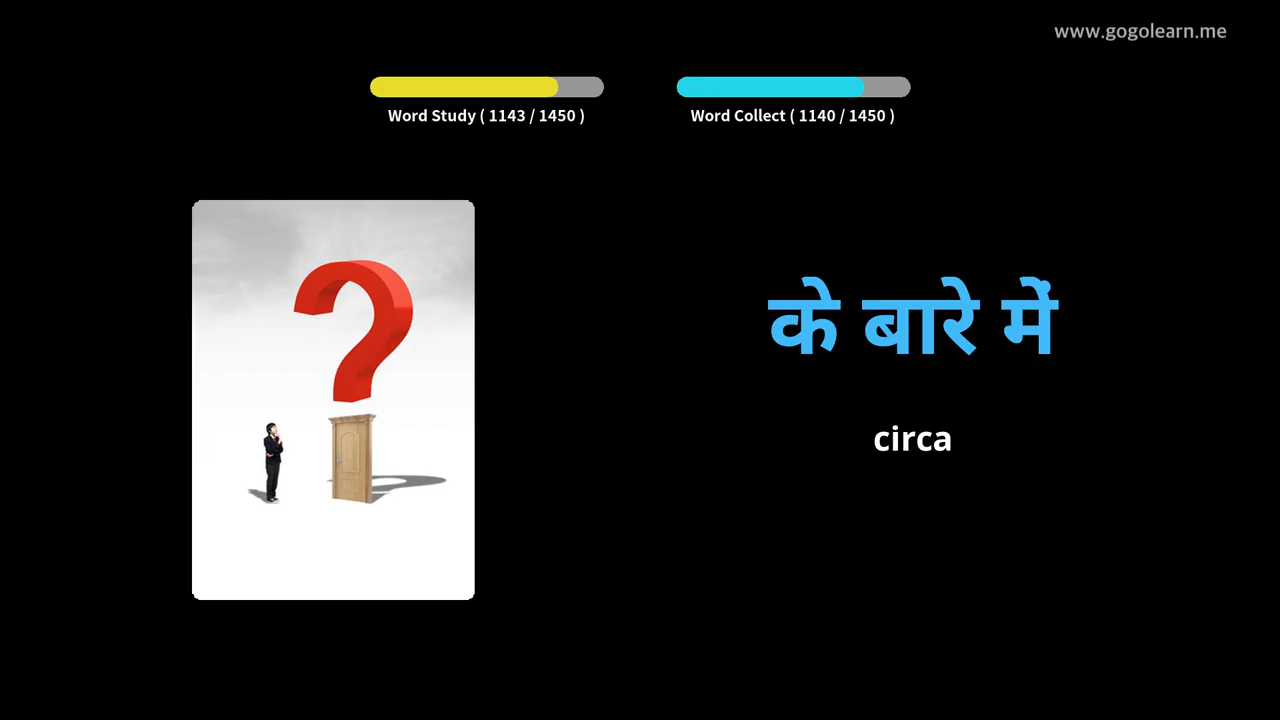 www.gogolearn.me
Word Study ( 1143 / 1450 )
Word Collect ( 1140 / 1450 )
के बारे में
circa